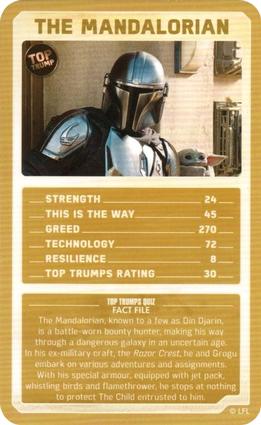 THE MANDALORIAN
TOP
TRUMP
STRENGTH 24
THIS IS THE WAY 45
GREED 270
TECHNOLOGY 72
RESILIENCE 8
TOP TRUMPS RATING 30
TOP TRUMPS QUIZ
FACT FILE
The Mandalorian, known to a few as Din Djarin,
is a battle-worn bounty hunter, making his way
through a dangerous galaxy in an uncertain age.
In his ex-military craft, the Razor Crest, he and Grogu
embark on various adventures and assignments.
With his special armour, equipped with jet pack,
whistling birds and flamethrower, he stops at nothing
to protect The Child entrusted to him.
© LFL